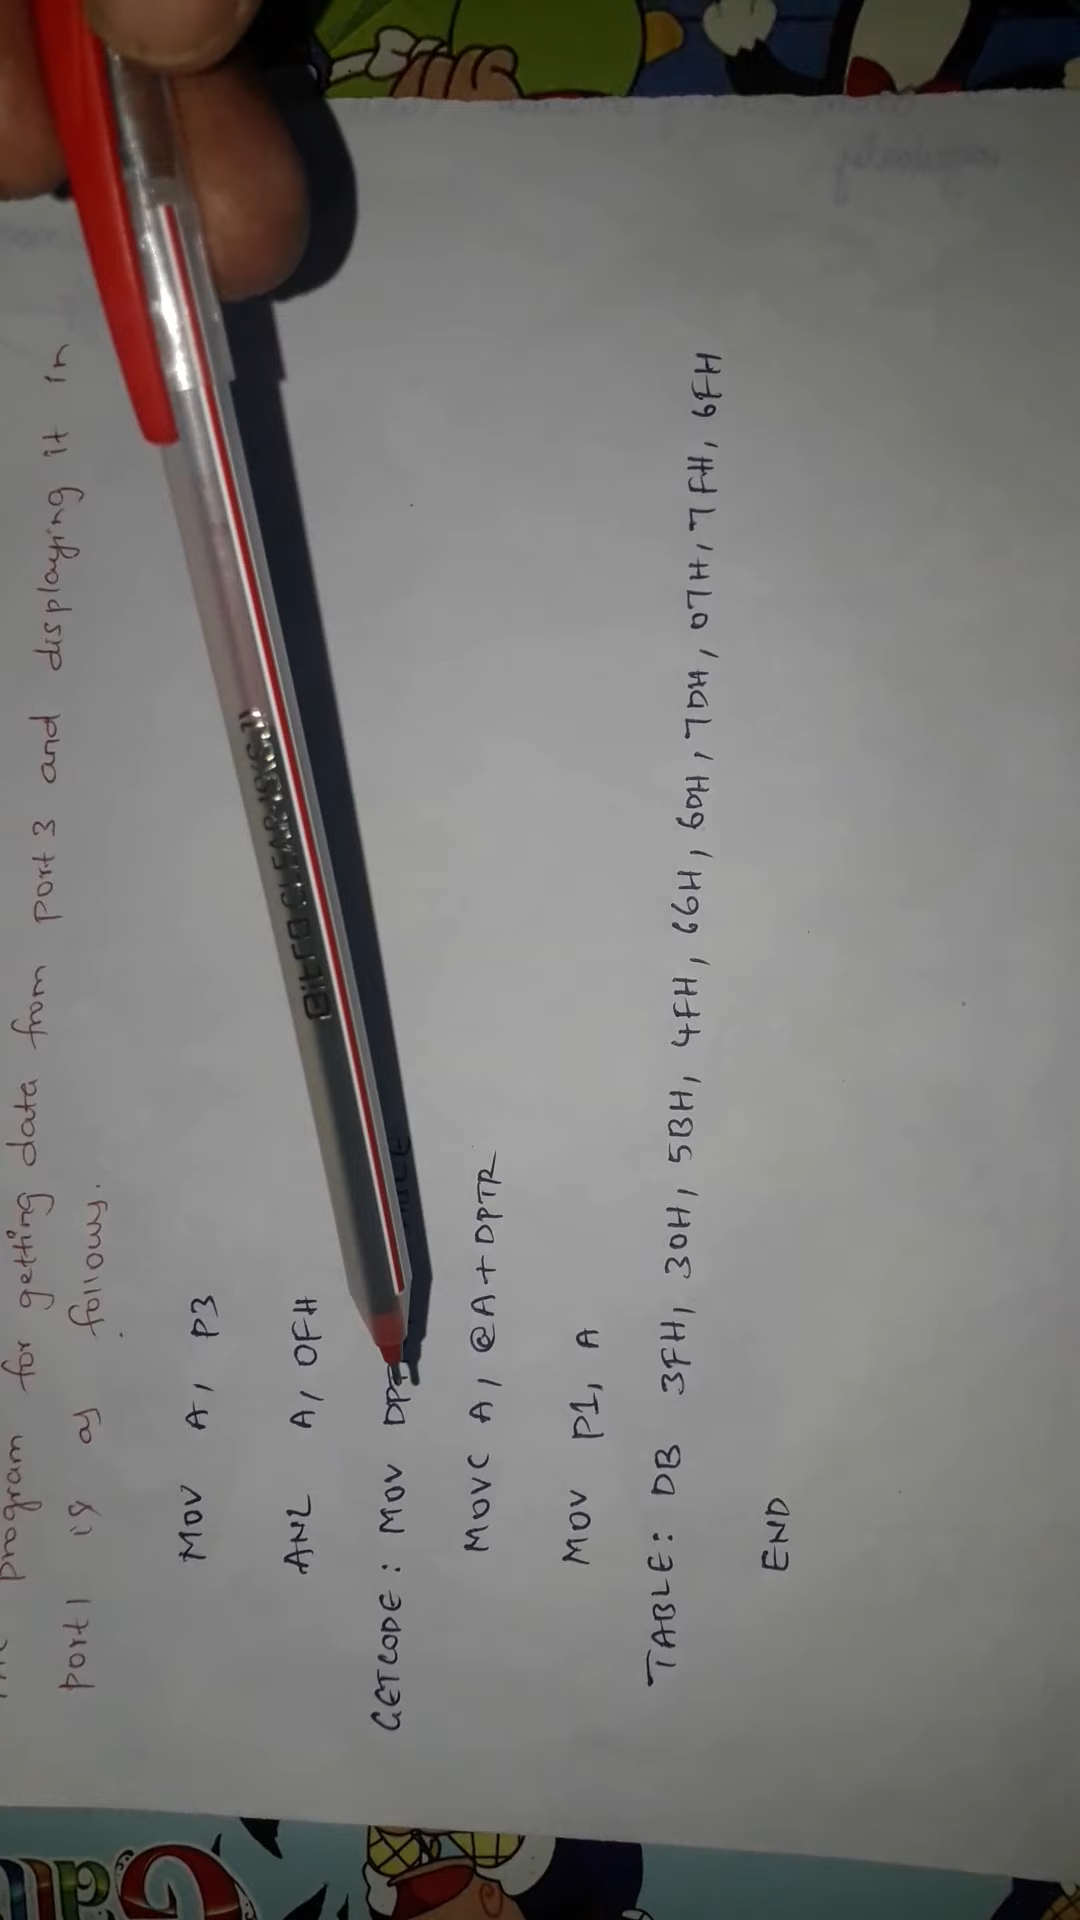 program for getting data from port 3 and displaying it in
port1 is as follows.
MOV A, P3
ANL A, 0FH
GETCODE: MOV
MOVC A, @A+DPTR
MOV P1, A
TABLE: DB 3FH, 30H, 5BH, 4FH, 66H, 6DH, 7DH, 07H, 7FH, 6FH
END